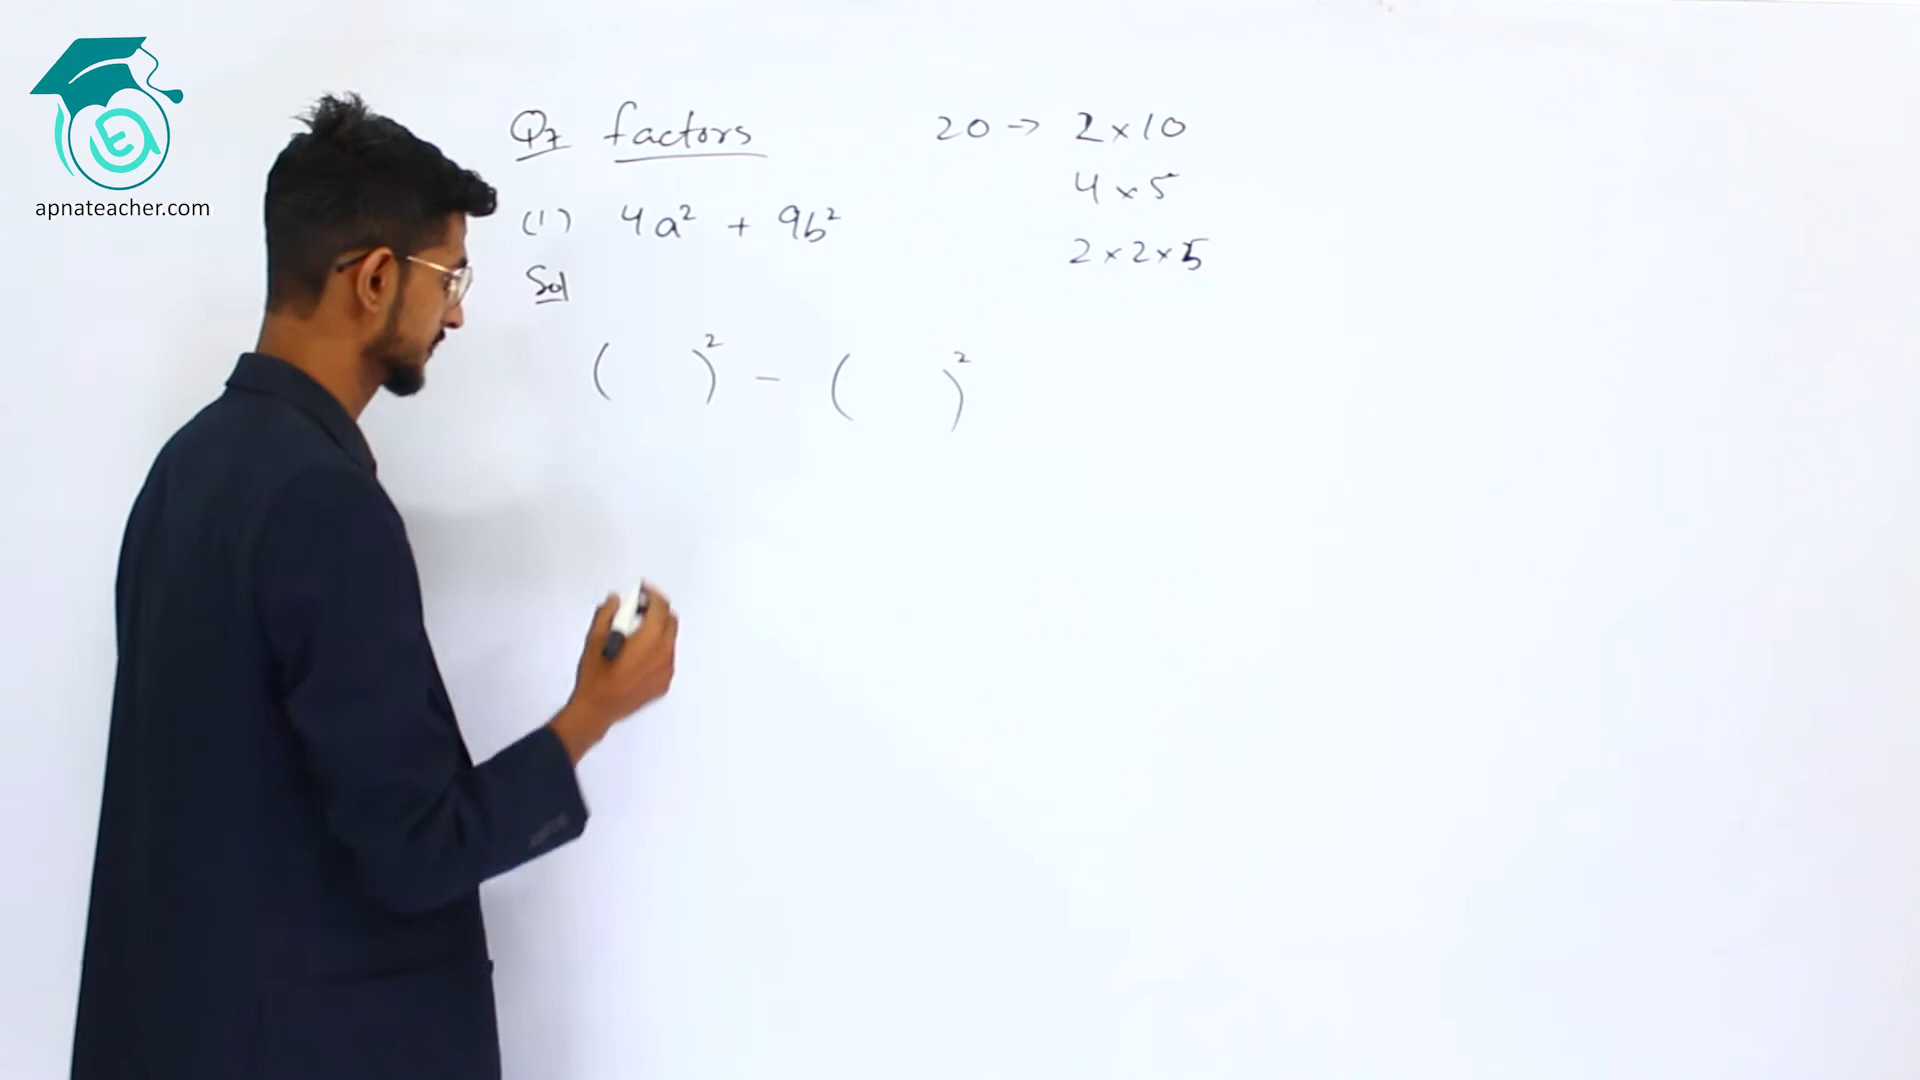 apnateacher.com
Q7 factors
(1) 4a² + 9b²
Sol
( )² - ( )²
20 → 2 × 10
4 × 5
2 × 2 × 5